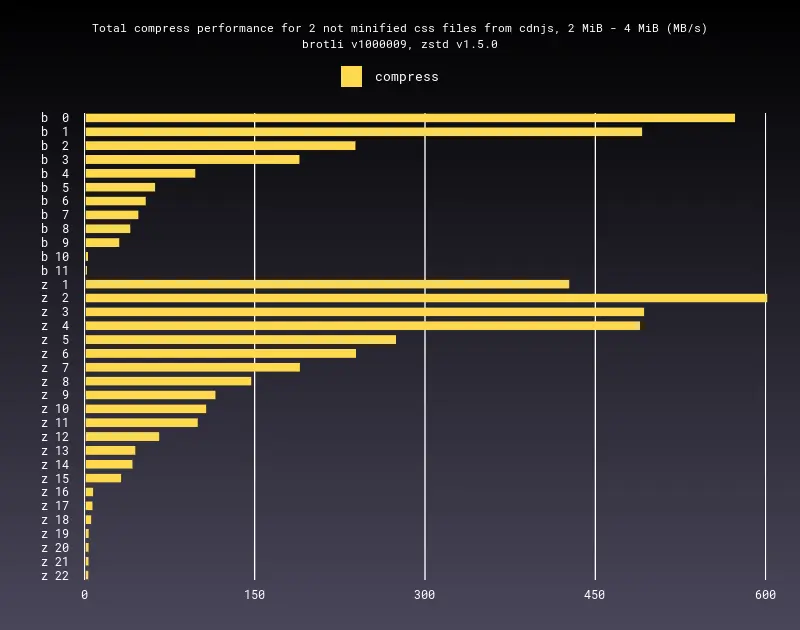 Total compress performance for 2 not minified css files from cdnjs, 2 MiB - 4 MiB (MB/s)
brotli v1000009, zstd v1.5.0
compress
b 0
b 1
b 2
b 3
b 4
b 5
b 6
b 7
b 8
b 9
b 10
b 11
z 1
z 2
z 3
z 4
z 5
z 6
z 7
z 8
z 9
z 10
z 11
z 12
z 13
z 14
z 15
z 16
z 17
z 18
z 19
z 20
z 21
z 22
0 150 300 450 600